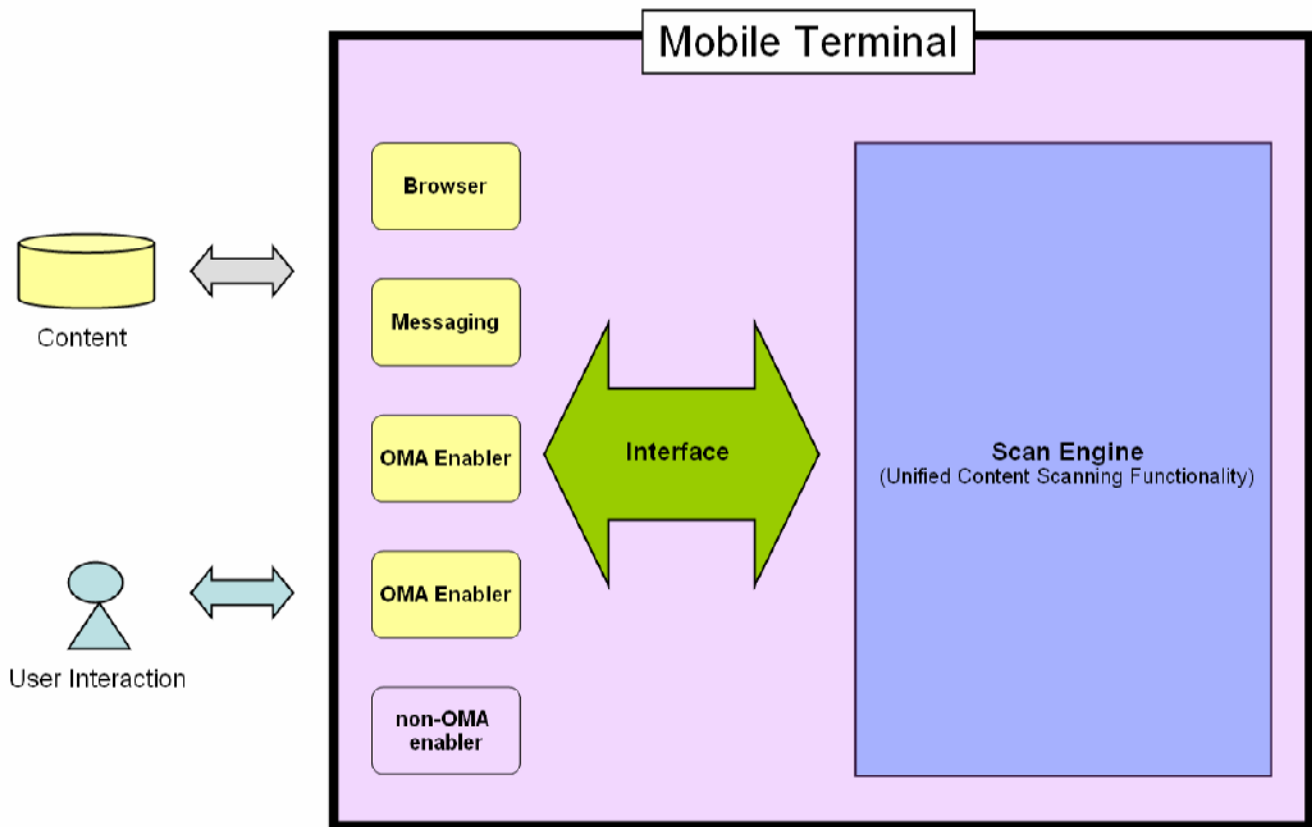 Mobile Terminal
Browser
Content
Messaging
OMA Enabler
Interface
Scan Engine
(Unified Content Scanning Functionality)
OMA Enabler
User Interaction
non-OMA
enabler